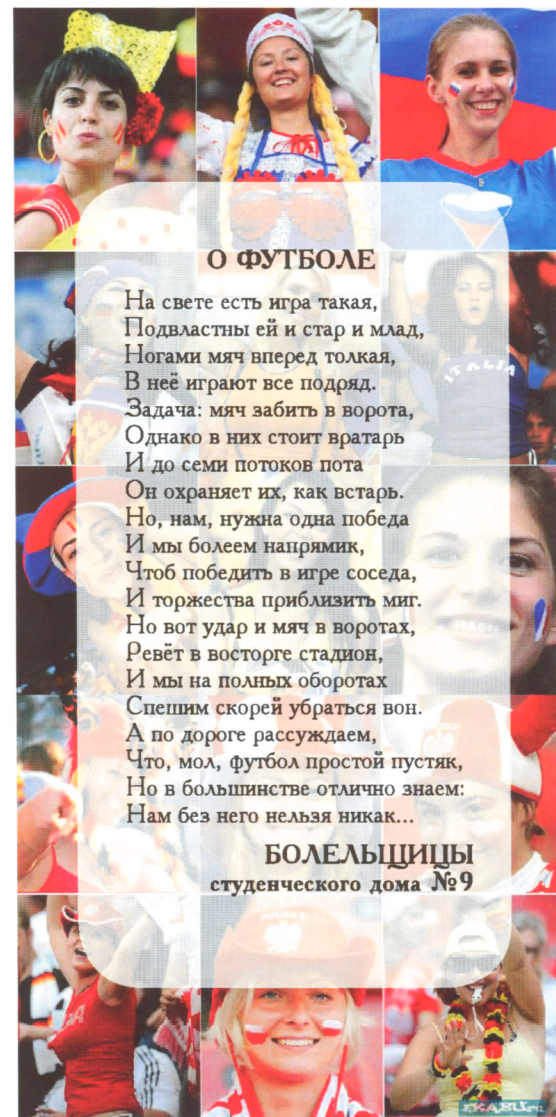 О ФУТБОЛЕ
На свете есть игра такая,
Подвластны ей и стар и млад,
Ногами мяч вперед толкая,
В неё играют все подряд.
Задача: мяч забить в ворота,
Однако в них стоит вратарь
И до семи потоков пота
Он охраняет их, как встарь.
Но, нам, нужна одна победа
И мы болеем напрямик,
Чтоб победить в игре соседа,
И торжества приблизить миг.
Но вот удар и мяч в воротах,
Ревёт в восторге стадион,
И мы на полных оборотах
Спешим скорей убраться вон.
А по дороге рассуждаем,
Что, мол, футбол простой пустяк,
Но в большинстве отлично знаем:
Нам без него нельзя никак...
БОЛЕЛЬЩИЦЫ
студенческого дома №9
ITALIA
POLSKA